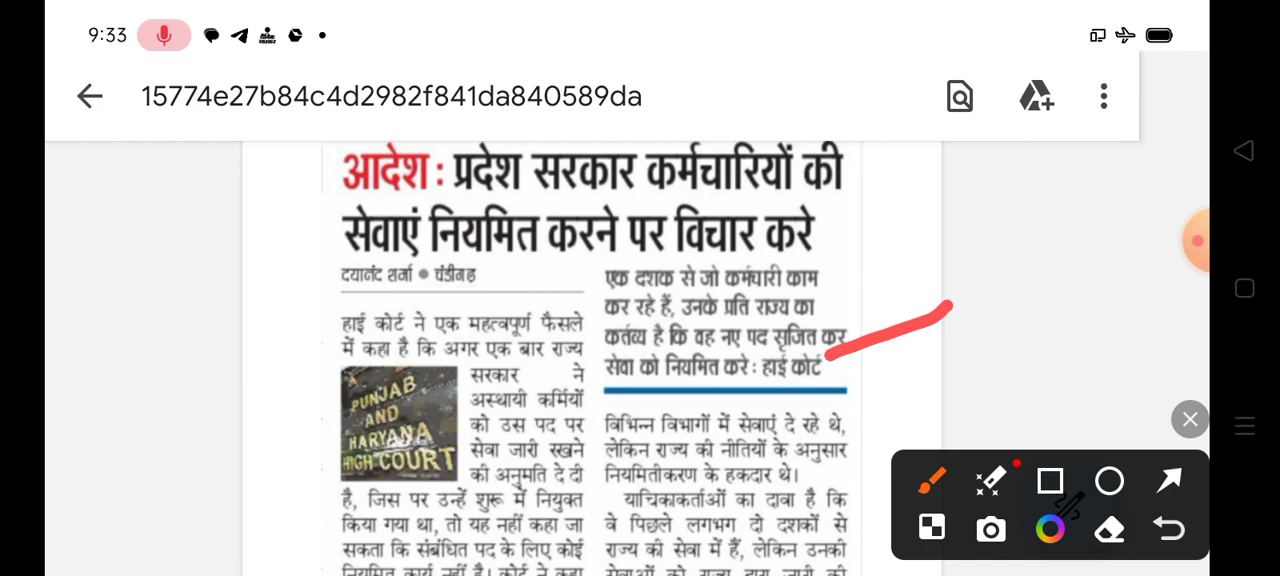 9:33
15774e27b84c4d2982f841da840589da
आदेश : प्रदेश सरकार कर्मचारियों की
सेवाएं नियमित करने पर विचार करे
दयानंद शर्मा ● चंडीगढ़
हाई कोर्ट ने एक महत्वपूर्ण फैसले
में कहा है कि अगर एक बार राज्य
सरकार ने
अस्थायी कर्मियों
को उस पद पर
सेवा जारी रखने
की अनुमति दे दी
PUNJAB
AND
HARYANA
HIGH COURT
है, जिस पर उन्हें शुरू में नियुक्त
किया गया था, तो यह नहीं कहा जा
सकता कि संबंधित पद के लिए कोई
नियमित कार्य नहीं है। कोर्ट ने कहा
एक दशक से जो कर्मचारी काम
कर रहे हैं, उनके प्रति राज्य का
कर्तव्य है कि वह नए पद सृजित कर
सेवा को नियमित करे : हाई कोर्ट
विभिन्न विभागों में सेवाएं दे रहे थे,
लेकिन राज्य की नीतियों के अनुसार
नियमितीकरण के हकदार थे।
याचिकाकर्ताओं का दावा है कि
वे पिछले लगभग दो दशकों से
राज्य की सेवा में हैं, लेकिन उनकी
सेवाओं को राज्य द्वारा जारी की